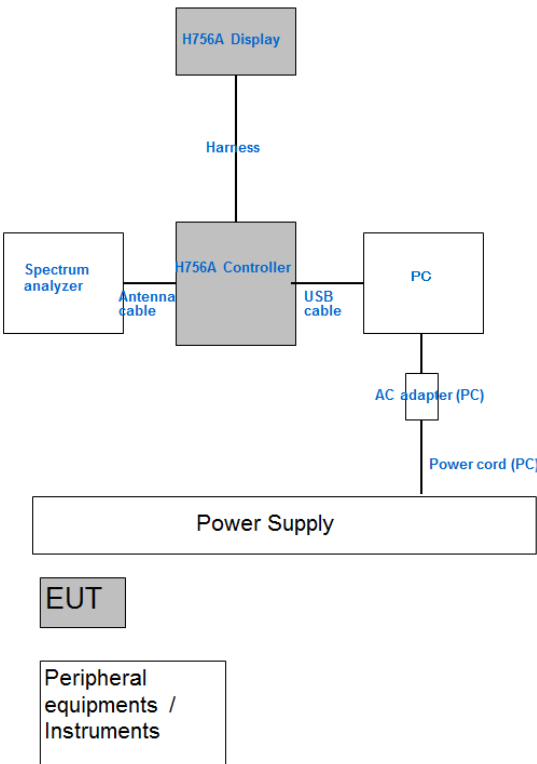 H756A Display
Harness
Spectrum
analyzer
H756A Controller
PC
Antenna
cable
USB
cable
AC adapter (PC)
Power cord (PC)
Power Supply
EUT
Peripheral
equipments /
Instruments